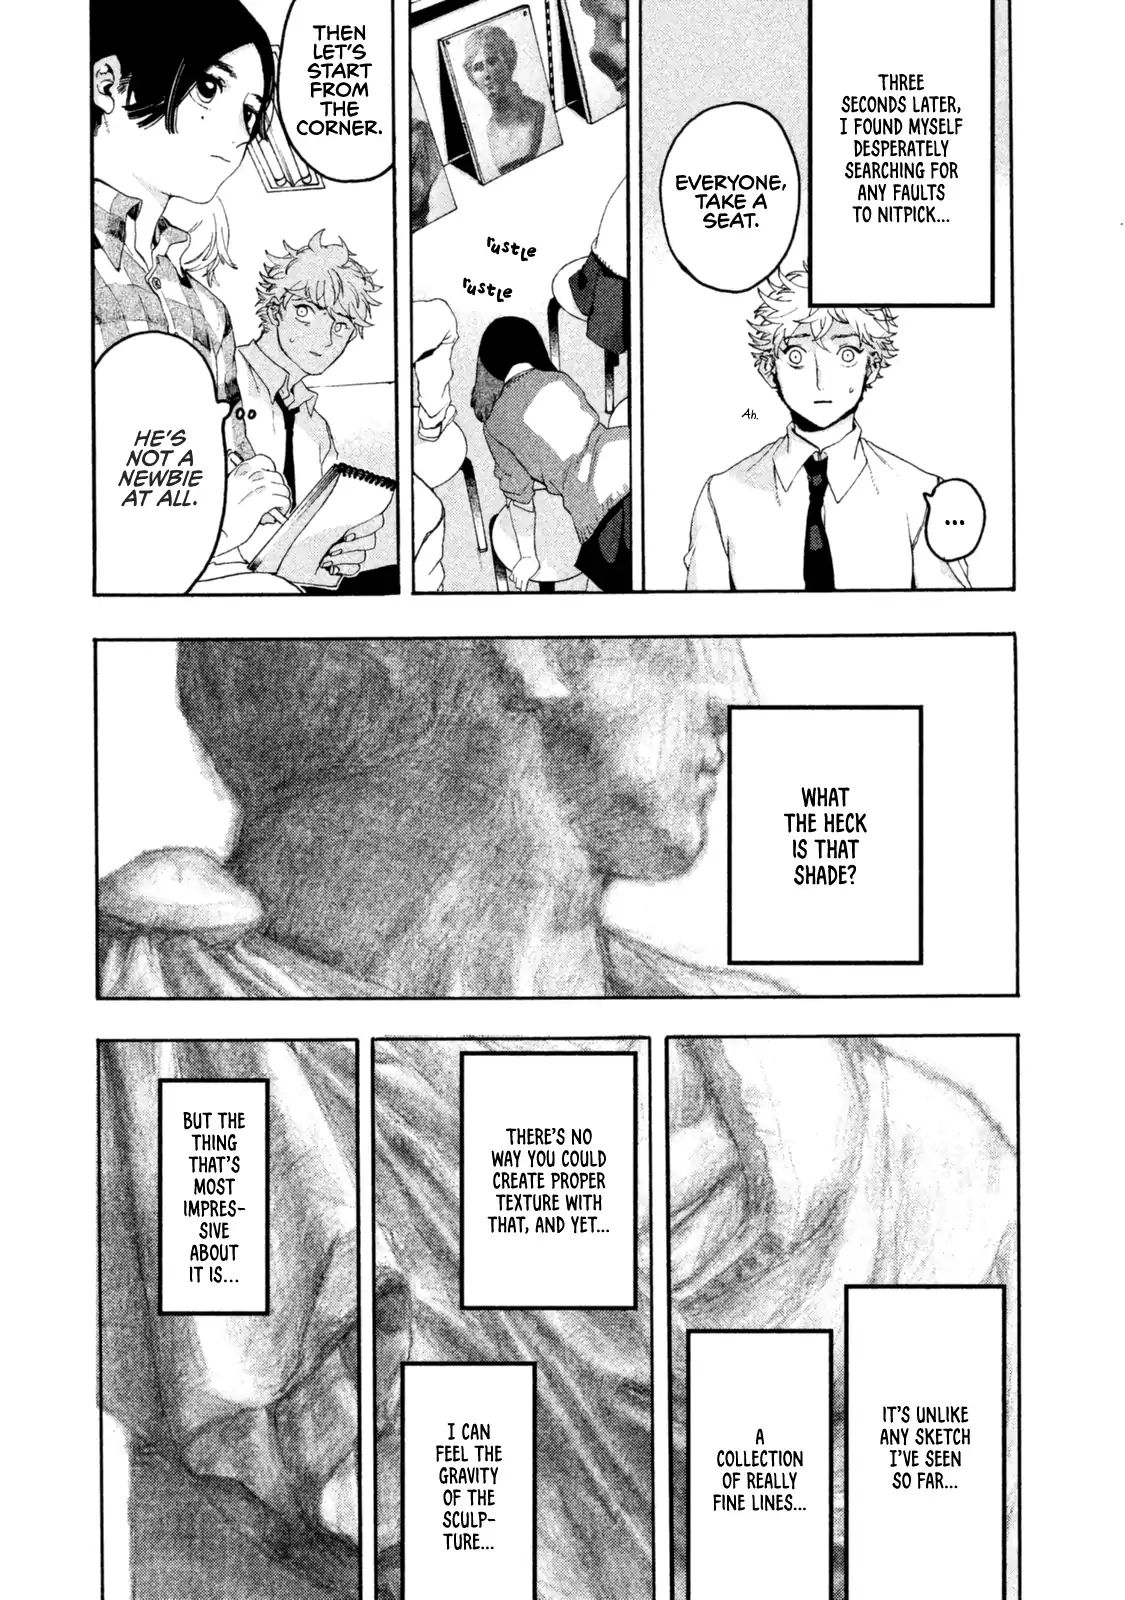 THREE
SECONDS LATER,
I FOUND MYSELF
DESPERATELY
SEARCHING FOR
ANY FAULTS
TO NITPICK...
EVERYONE,
TAKE A
SEAT.
Ah.
...
rustle
rustle
THEN
LET'S
START
FROM
THE
CORNER.
HE'S
NOT A
NEWBIE
AT ALL.
WHAT
THE HECK
IS THAT
SHADE?
IT'S UNLIKE
ANY SKETCH
I'VE SEEN
SO FAR...
A
COLLECTION
OF REALLY
FINE LINES...
THERE'S NO
WAY YOU COULD
CREATE PROPER
TEXTURE WITH
THAT, AND YET...
I CAN
FEEL THE
GRAVITY
OF THE
SCULP-
TURE...
BUT THE
THING
THAT'S
MOST
IMPRES-
SIVE
ABOUT
IT IS...